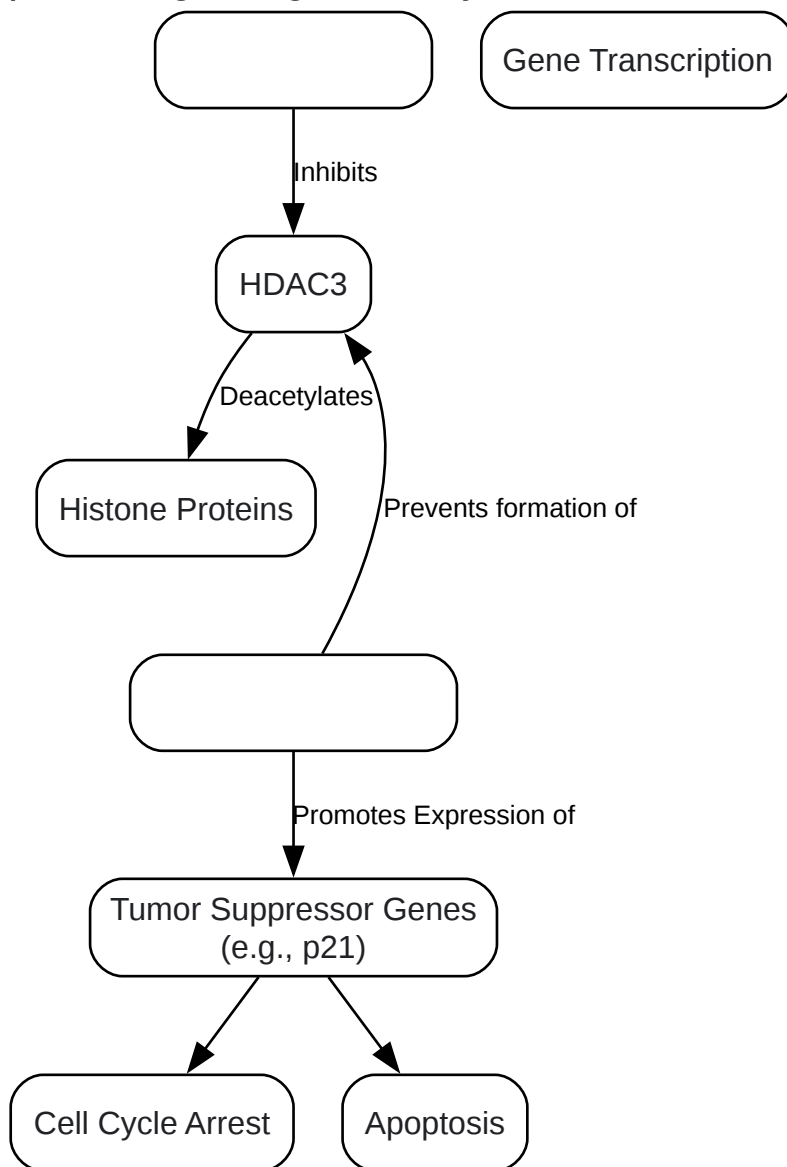 Gene Transcription
Inhibits
HDAC3
Deacetylates
Histone Proteins
Prevents formation of
Promotes Expression of
Tumor Suppressor Genes
(e.g., p21)
Cell Cycle Arrest
Apoptosis